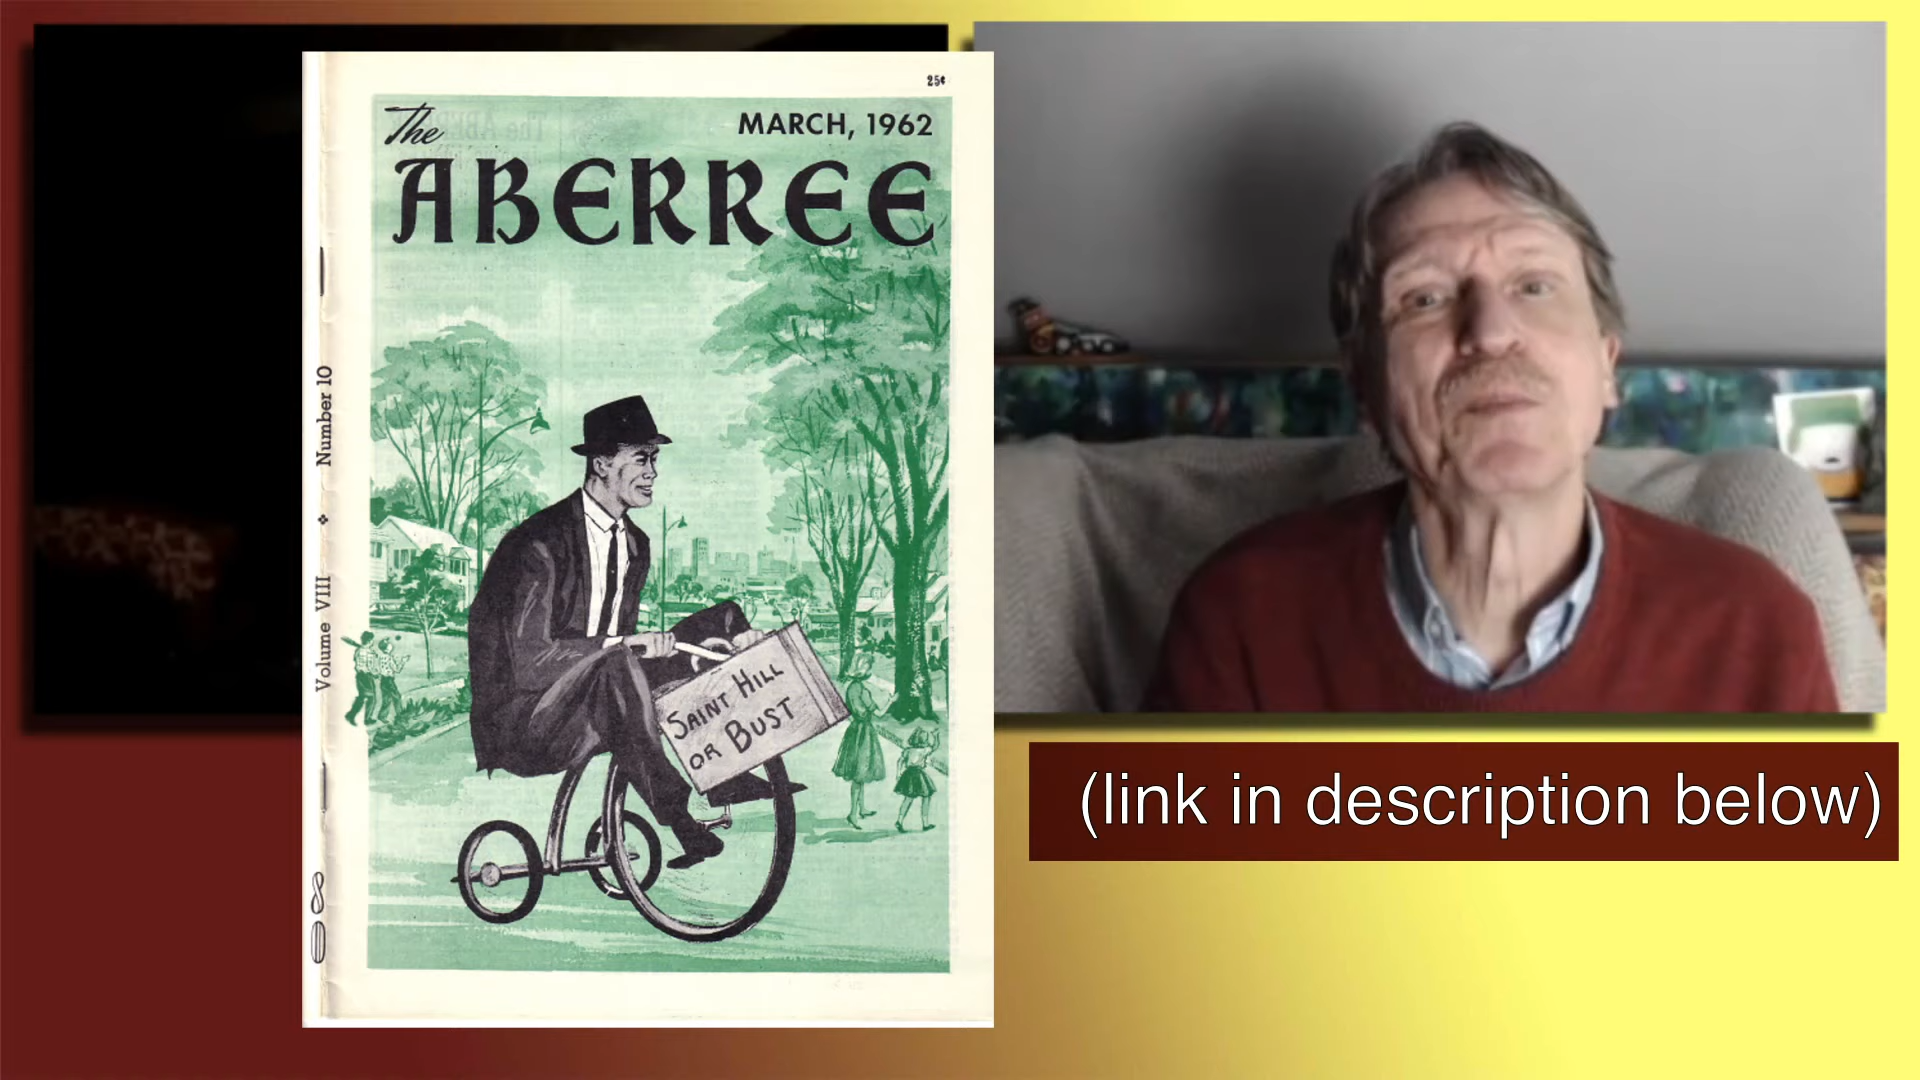 25¢
The
MARCH, 1962
ABERREE
Volume VIII ❖ Number 10
SAINT HILL
OR BUST
(link in description below)